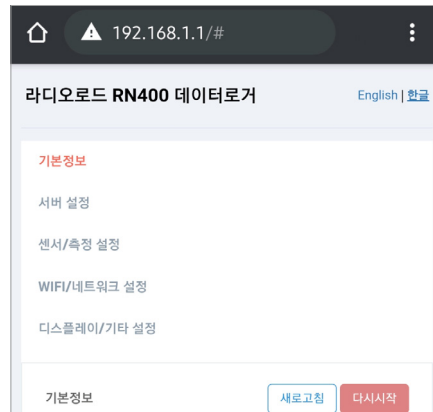 192.168.1.1/#
라디오로드 RN400 데이터로거 English | 한글
기본정보
서버 설정
센서/측정 설정
WIFI/네트워크 설정
디스플레이/기타 설정
기본정보 새로고침 다시시작